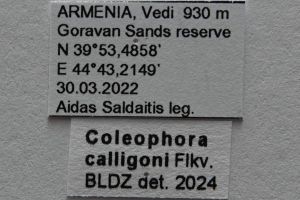 ARMENIA, Vedi 930 m
Goravan Sands reserve
N 39°53,4858'
E 44°43,2149'
30.03.2022
Aidas Saldaitis leg.
Coleophora
calligoni Flkv.
BLDZ det. 2024